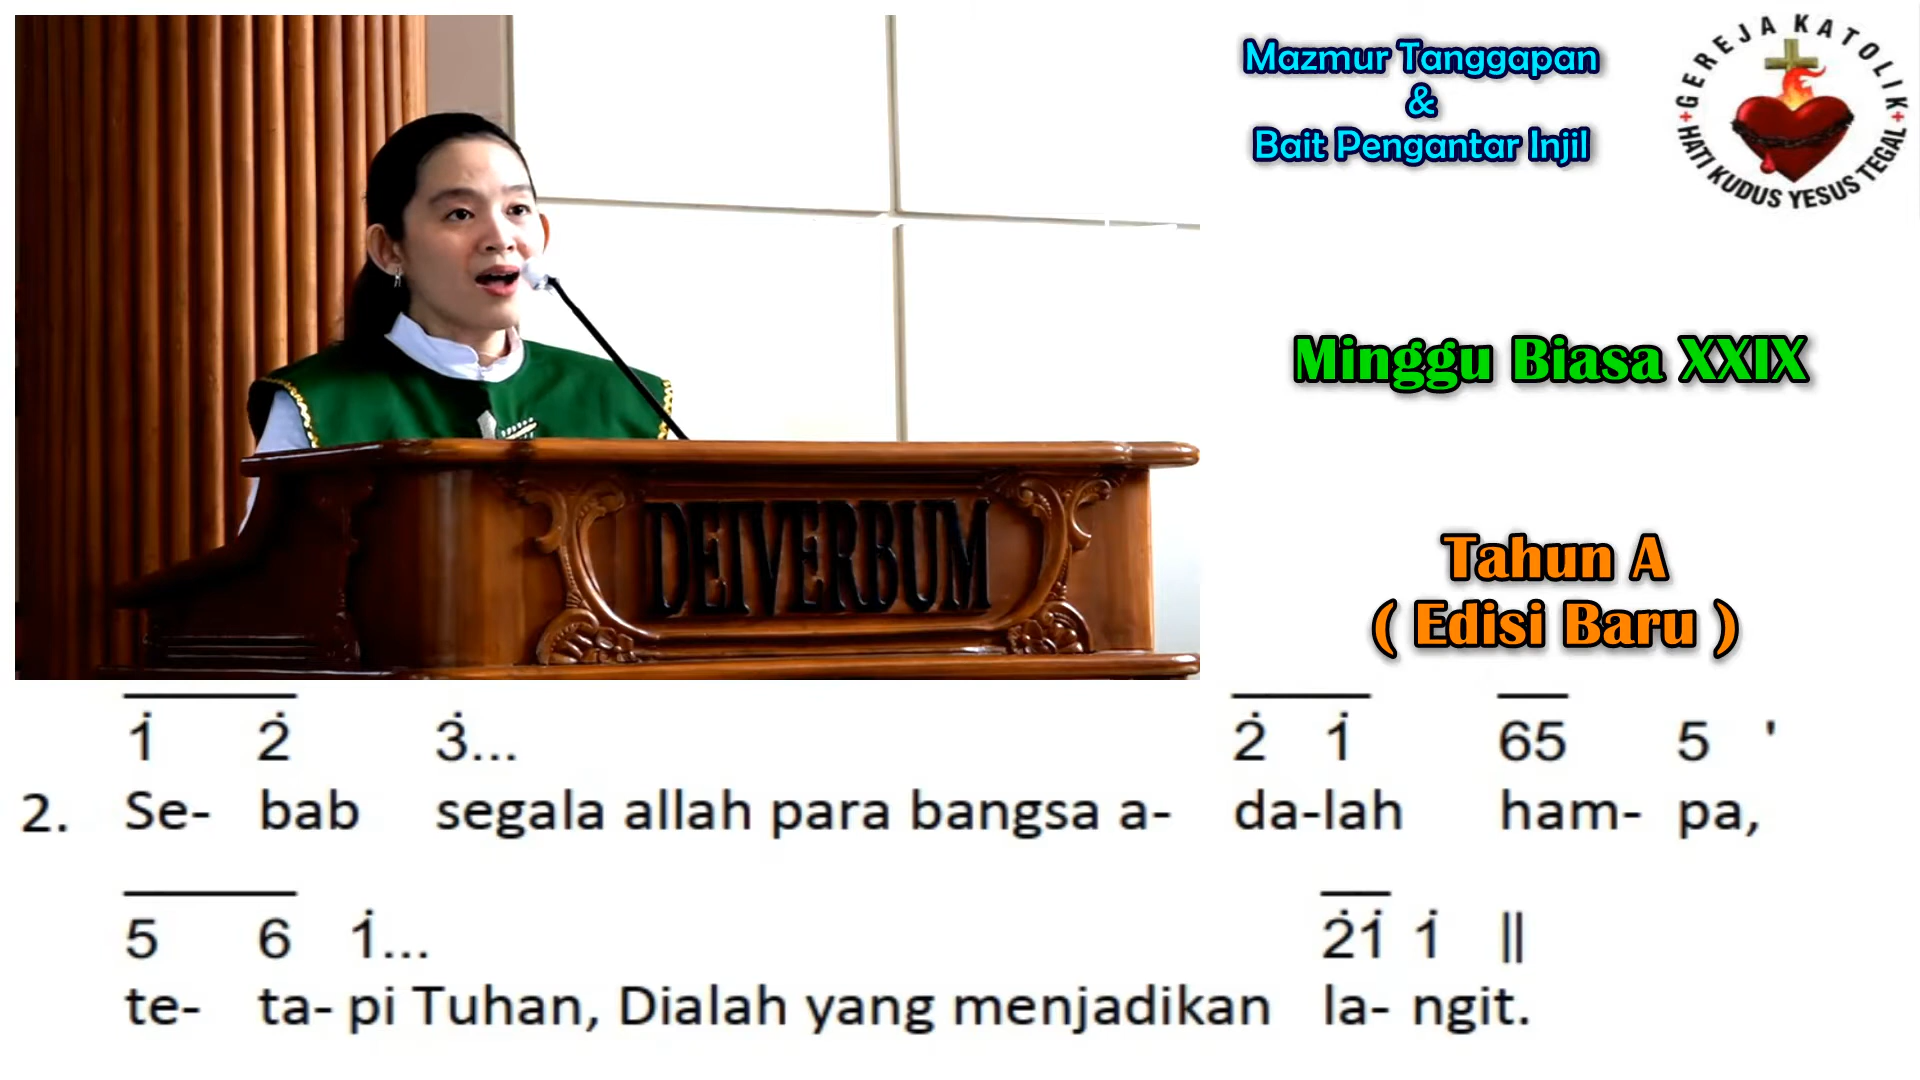 Mazmur Tanggapan
&
Bait Pengantar Injil
+GEREJA KATOLIK+
HATI KUDUS YESUS TEGAL
Minggu Biasa XXIX
Tahun A
( Edisi Baru )
DEIVERBUM
1̇ 2̇ 3̇... 2̇ 1̇ 65 5 '
2. Se- bab segala allah para bangsa a- da-lah ham- pa,
5 6 1̇... 2̇1̇ 1̇ ||
te- ta- pi Tuhan, Dialah yang menjadikan la- ngit.